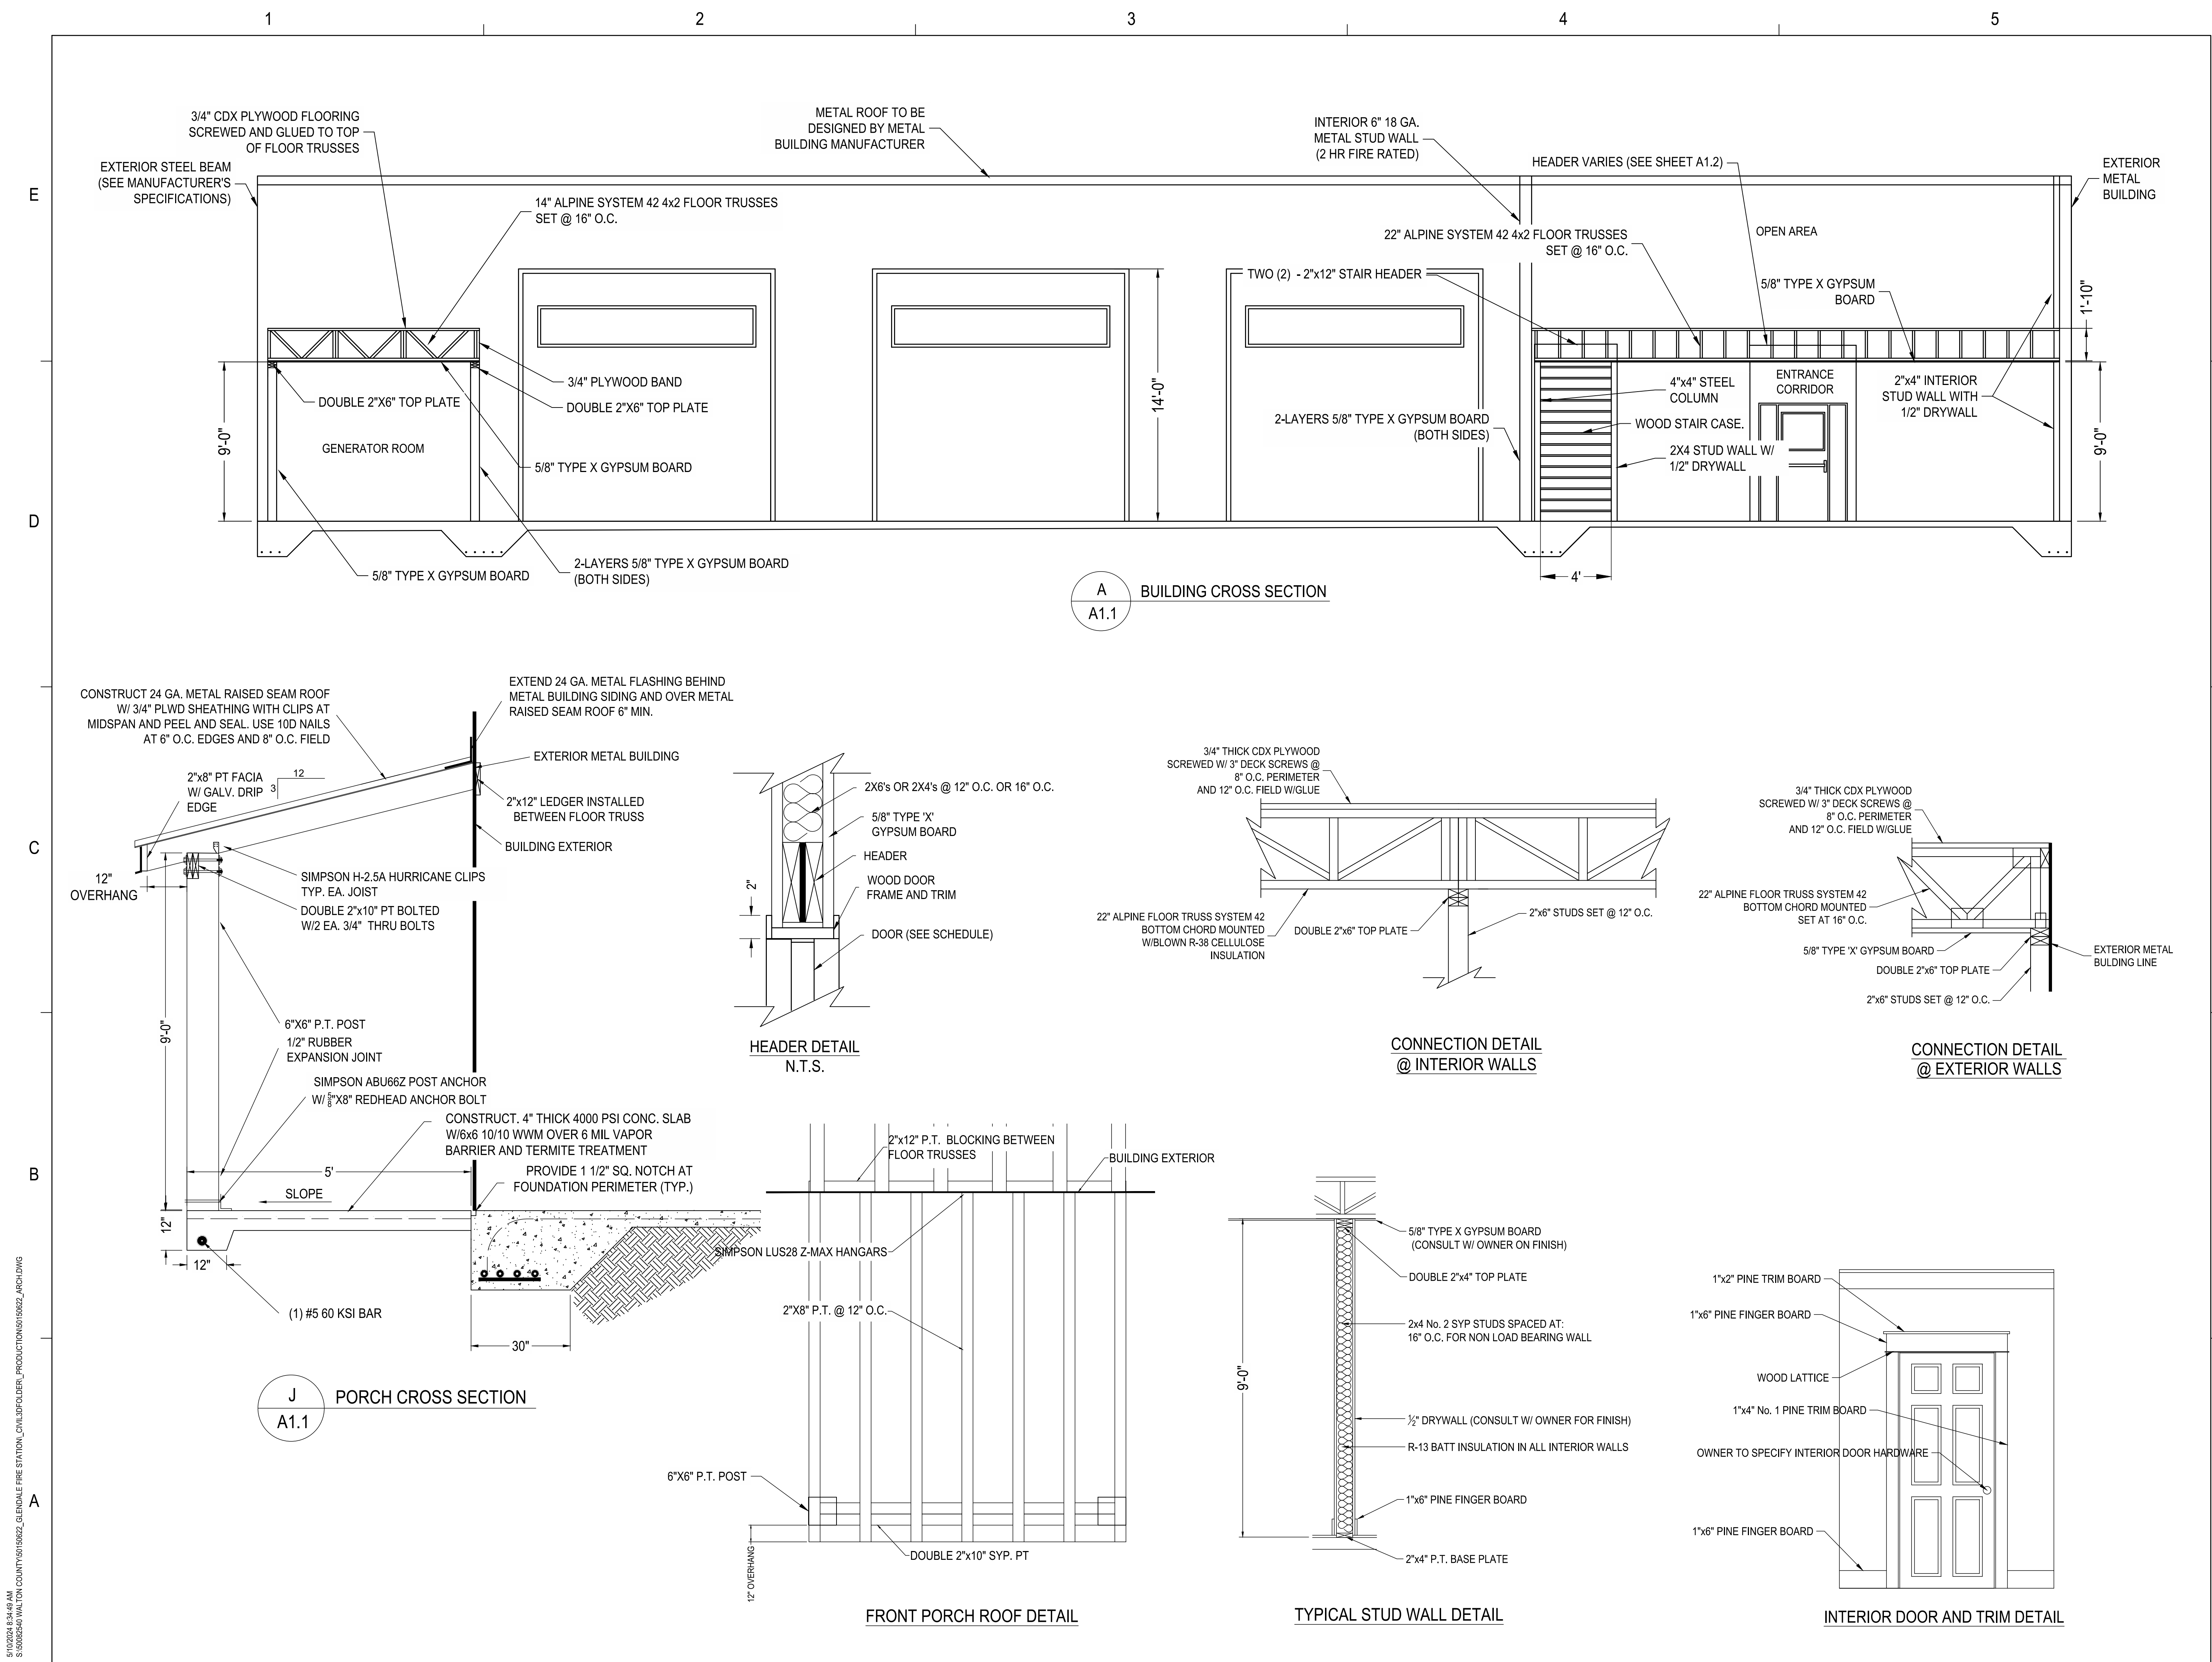 1
2
3
4
5
E
D
C
B
A
3/4" CDX PLYWOOD FLOORING
SCREWED AND GLUED TO TOP
OF FLOOR TRUSSES
EXTERIOR STEEL BEAM
(SEE MANUFACTURER'S
SPECIFICATIONS)
14" ALPINE SYSTEM 42 4x2 FLOOR TRUSSES
SET @ 16" O.C.
METAL ROOF TO BE
DESIGNED BY METAL
BUILDING MANUFACTURER
INTERIOR 6" 18 GA.
METAL STUD WALL
(2 HR FIRE RATED)
HEADER VARIES (SEE SHEET A1.2)
EXTERIOR
METAL
BUILDING
22" ALPINE SYSTEM 42 4x2 FLOOR TRUSSES
SET @ 16" O.C.
OPEN AREA
TWO (2) - 2"x12" STAIR HEADER
5/8" TYPE X GYPSUM
BOARD
1'-10"
3/4" PLYWOOD BAND
DOUBLE 2"X6" TOP PLATE
DOUBLE 2"X6" TOP PLATE
9'-0"
GENERATOR ROOM
5/8" TYPE X GYPSUM BOARD
14'-0"
2-LAYERS 5/8" TYPE X GYPSUM BOARD
(BOTH SIDES)
4"x4" STEEL
COLUMN
WOOD STAIR CASE.
2X4 STUD WALL W/
1/2" DRYWALL
ENTRANCE
CORRIDOR
2"x4" INTERIOR
STUD WALL WITH
1/2" DRYWALL
9'-0"
5/8" TYPE X GYPSUM BOARD
2-LAYERS 5/8" TYPE X GYPSUM BOARD
(BOTH SIDES)
4'
A
A1.1
BUILDING CROSS SECTION
CONSTRUCT 24 GA. METAL RAISED SEAM ROOF
W/ 3/4" PLWD SHEATHING WITH CLIPS AT
MIDSPAN AND PEEL AND SEAL. USE 10D NAILS
AT 6" O.C. EDGES AND 8" O.C. FIELD
EXTEND 24 GA. METAL FLASHING BEHIND
METAL BUILDING SIDING AND OVER METAL
RAISED SEAM ROOF 6" MIN.
EXTERIOR METAL BUILDING
2"x8" PT FACIA
W/ GALV. DRIP
EDGE
12
3
2"x12" LEDGER INSTALLED
BETWEEN FLOOR TRUSS
BUILDING EXTERIOR
12"
OVERHANG
SIMPSON H-2.5A HURRICANE CLIPS
TYP. EA. JOIST
DOUBLE 2"x10" PT BOLTED
W/2 EA. 3/4" THRU BOLTS
9'-0"
6"X6" P.T. POST
1/2" RUBBER
EXPANSION JOINT
SIMPSON ABU66Z POST ANCHOR
W/ 5/8"X8" REDHEAD ANCHOR BOLT
CONSTRUCT. 4" THICK 4000 PSI CONC. SLAB
W/6x6 10/10 WWM OVER 6 MIL VAPOR
BARRIER AND TERMITE TREATMENT
PROVIDE 1 1/2" SQ. NOTCH AT
FOUNDATION PERIMETER (TYP.)
5'
SLOPE
12"
12"
(1) #5 60 KSI BAR
30"
J
A1.1
PORCH CROSS SECTION
2X6's OR 2X4's @ 12" O.C. OR 16" O.C.
5/8" TYPE 'X'
GYPSUM BOARD
HEADER
WOOD DOOR
FRAME AND TRIM
2"
DOOR (SEE SCHEDULE)
HEADER DETAIL
N.T.S.
3/4" THICK CDX PLYWOOD
SCREWED W/ 3" DECK SCREWS @
8" O.C. PERIMETER
AND 12" O.C. FIELD W/GLUE
22" ALPINE FLOOR TRUSS SYSTEM 42
BOTTOM CHORD MOUNTED
W/BLOWN R-38 CELLULOSE
INSULATION
DOUBLE 2"x6" TOP PLATE
2"x6" STUDS SET @ 12" O.C.
CONNECTION DETAIL
@ INTERIOR WALLS
3/4" THICK CDX PLYWOOD
SCREWED W/ 3" DECK SCREWS @
8" O.C. PERIMETER
AND 12" O.C. FIELD W/GLUE
22" ALPINE FLOOR TRUSS SYSTEM 42
BOTTOM CHORD MOUNTED
SET AT 16" O.C.
5/8" TYPE 'X' GYPSUM BOARD
DOUBLE 2"x6" TOP PLATE
2"x6" STUDS SET @ 12" O.C.
EXTERIOR METAL
BULDING LINE
CONNECTION DETAIL
@ EXTERIOR WALLS
2"x12" P.T. BLOCKING BETWEEN
FLOOR TRUSSES
BUILDING EXTERIOR
SIMPSON LUS28 Z-MAX HANGARS
2"X8" P.T. @ 12" O.C.
6"X6" P.T. POST
12" OVERHANG
DOUBLE 2"x10" SYP. PT
FRONT PORCH ROOF DETAIL
5/8" TYPE X GYPSUM BOARD
(CONSULT W/ OWNER ON FINISH)
DOUBLE 2"x4" TOP PLATE
2x4 No. 2 SYP STUDS SPACED AT:
16" O.C. FOR NON LOAD BEARING WALL
9'-0"
½" DRYWALL (CONSULT W/ OWNER FOR FINISH)
R-13 BATT INSULATION IN ALL INTERIOR WALLS
1"x6" PINE FINGER BOARD
2"x4" P.T. BASE PLATE
TYPICAL STUD WALL DETAIL
1"x2" PINE TRIM BOARD
1"x6" PINE FINGER BOARD
WOOD LATTICE
1"x4" No. 1 PINE TRIM BOARD
OWNER TO SPECIFY INTERIOR DOOR HARDWARE
1"x6" PINE FINGER BOARD
INTERIOR DOOR AND TRIM DETAIL
5/10/2024 8:34:49 AM
S:\50082540 WALTON COUNTY\50150622_GLENDALE FIRE STATION\_CIVIL3DFOLDER\_PRODUCTION\50150622_ARCH.DWG